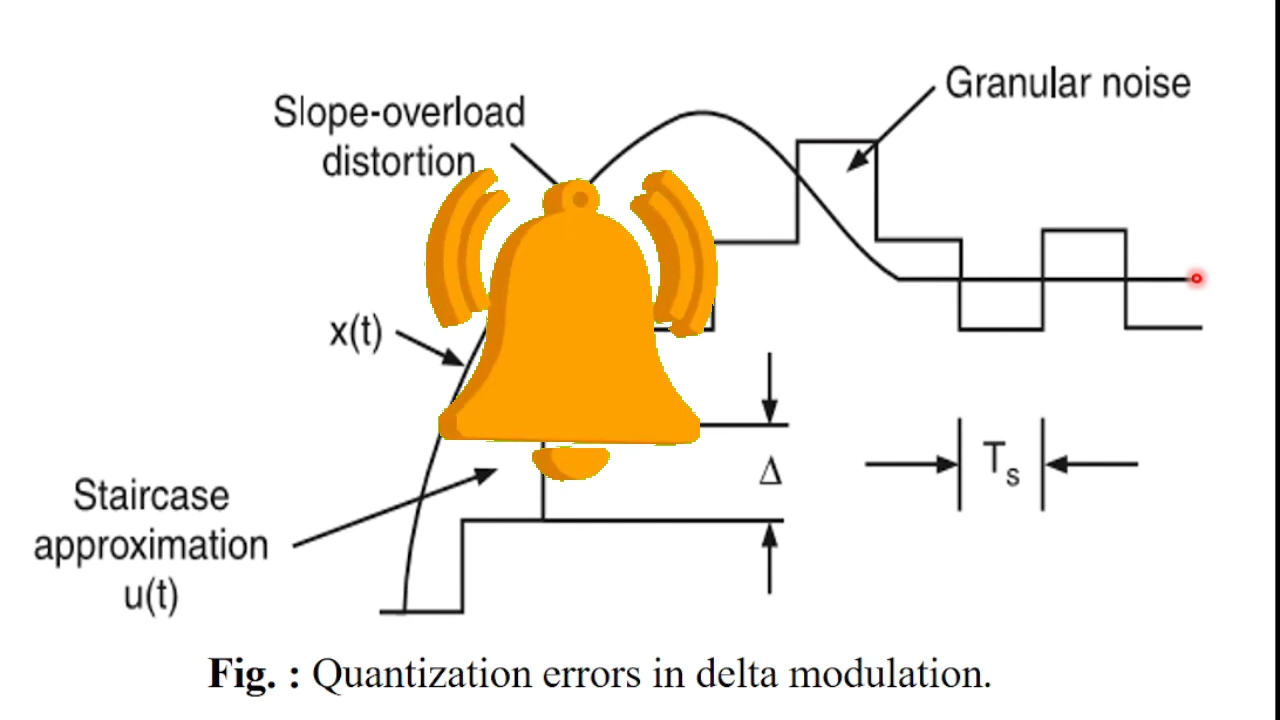 Granular noise
Slope-overload
distortion
x(t)
Δ
Ts
Staircase
approximation
u(t)
Fig. : Quantization errors in delta modulation.